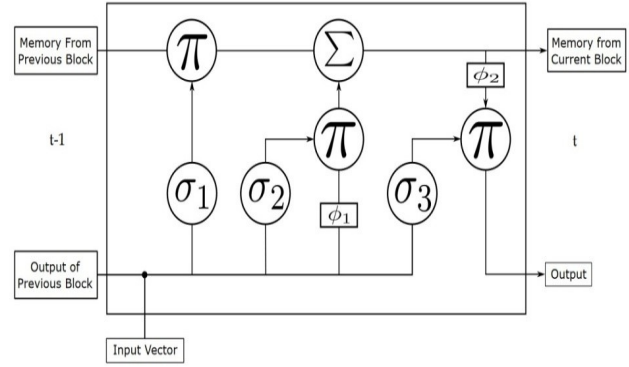 Memory From
Previous Block
π
Σ
Memory from
Current Block
ϕ2
t-1
π
π
t
σ1
σ2
σ3
ϕ1
Output of
Previous Block
Output
Input Vector